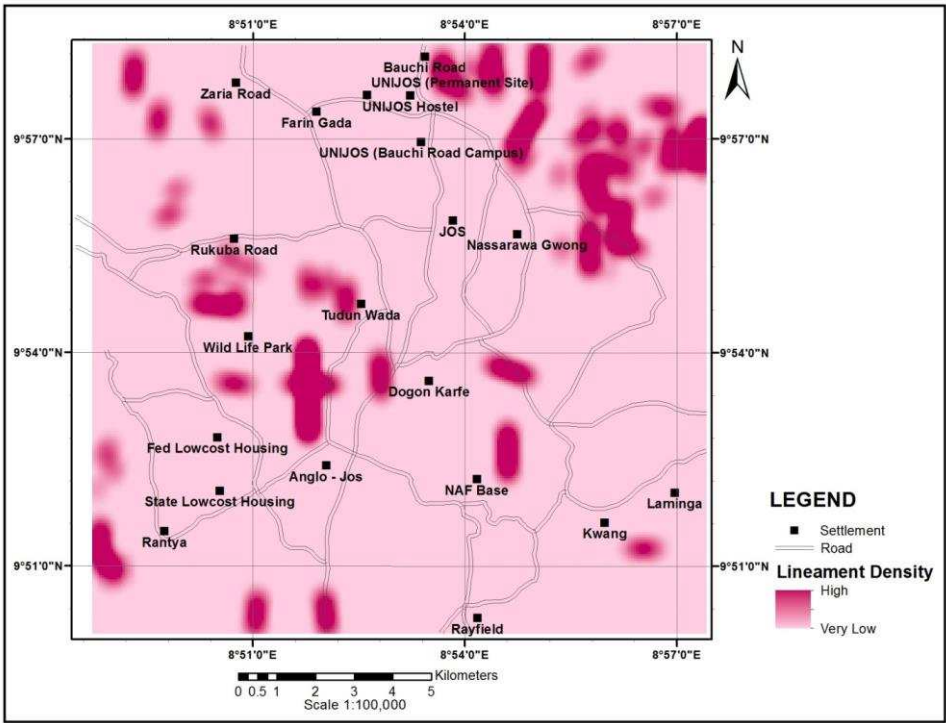 8°51'0"E 8°54'0"E 8°57'0"E
N
Bauchi Road
UNIJOS (Permanent Site)
Zaria Road
UNIJOS Hostel
Farin Gada
9°57'0"N 9°57'0"N
UNIJOS (Bauchi Road Campus)
JOS
Nassarawa Gwong
Rukuba Road
Tudun Wada
Wild Life Park
9°54'0"N 9°54'0"N
Dogon Karfe
Fed Lowcost Housing
Anglo - Jos
NAF Base
State Lowcost Housing
Laminga
Rantya
Kwang
9°51'0"N 9°51'0"N
Rayfield
LEGEND
Settlement
Road
Lineament Density
High
Very Low
8°51'0"E 8°54'0"E 8°57'0"E
Kilometers
0 0.5 1 2 3 4 5
Scale 1:100,000